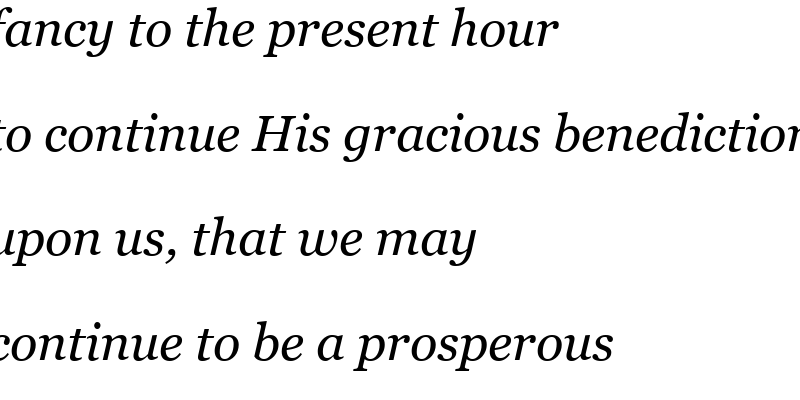 fancy to the present hour
to continue His gracious benediction
upon us, that we may
continue to be a prosperous